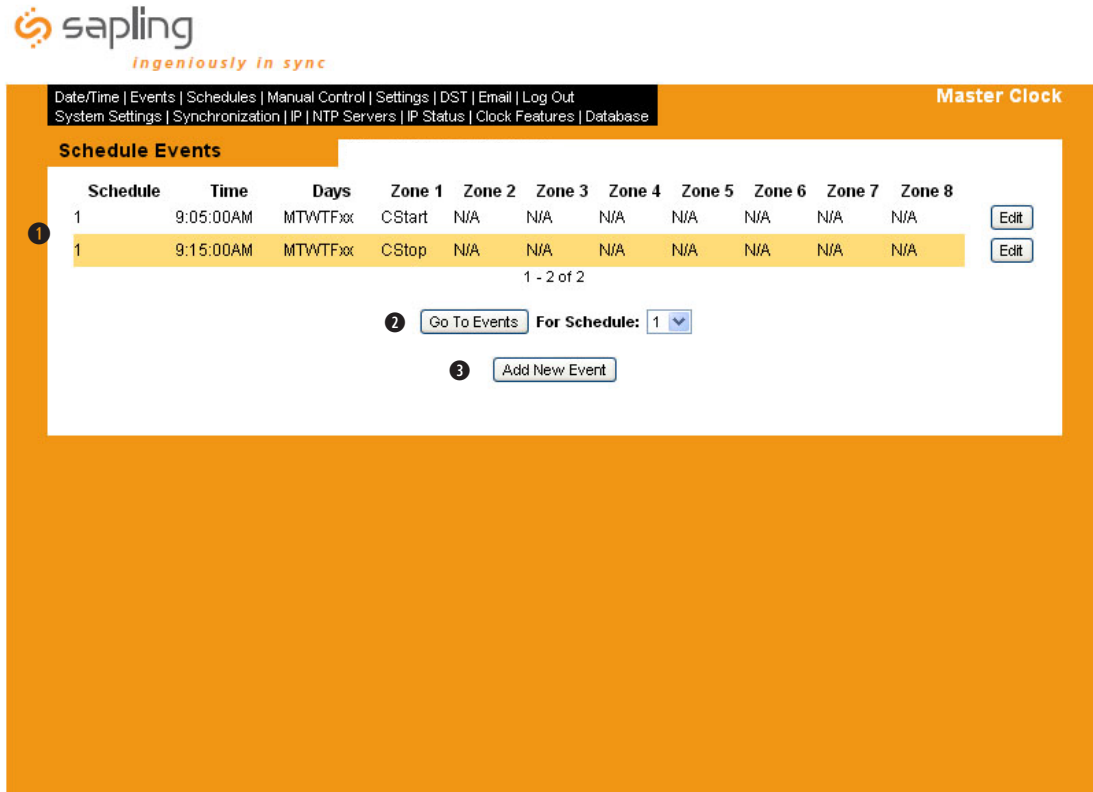 sapling
ingeniously in sync
Date/Time | Events | Schedules | Manual Control | Settings | DST | Email | Log Out
System Settings | Synchronization | IP | NTP Servers | IP Status | Clock Features | Database
Master Clock
Schedule Events
Schedule Time Days Zone 1 Zone 2 Zone 3 Zone 4 Zone 5 Zone 6 Zone 7 Zone 8
1 9:05:00AM MTWTFxx CStart N/A N/A N/A N/A N/A N/A N/A Edit
1
1 9:15:00AM MTWTFxx CStop N/A N/A N/A N/A N/A N/A N/A Edit
1 - 2 of 2
2 Go To Events For Schedule: 1
3 Add New Event